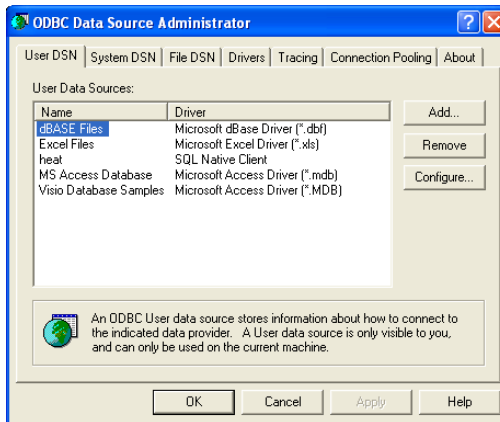 ODBC Data Source Administrator
User DSN System DSN File DSN Drivers Tracing Connection Pooling About
User Data Sources:
Name Driver
dBASE Files Microsoft dBase Driver (*.dbf)
Excel Files Microsoft Excel Driver (*.xls)
heat SQL Native Client
MS Access Database Microsoft Access Driver (*.mdb)
Visio Database Samples Microsoft Access Driver (*.MDB)
Add...
Remove
Configure...
An ODBC User data source stores information about how to connect to
the indicated data provider. A User data source is only visible to you,
and can only be used on the current machine.
OK Cancel Apply Help